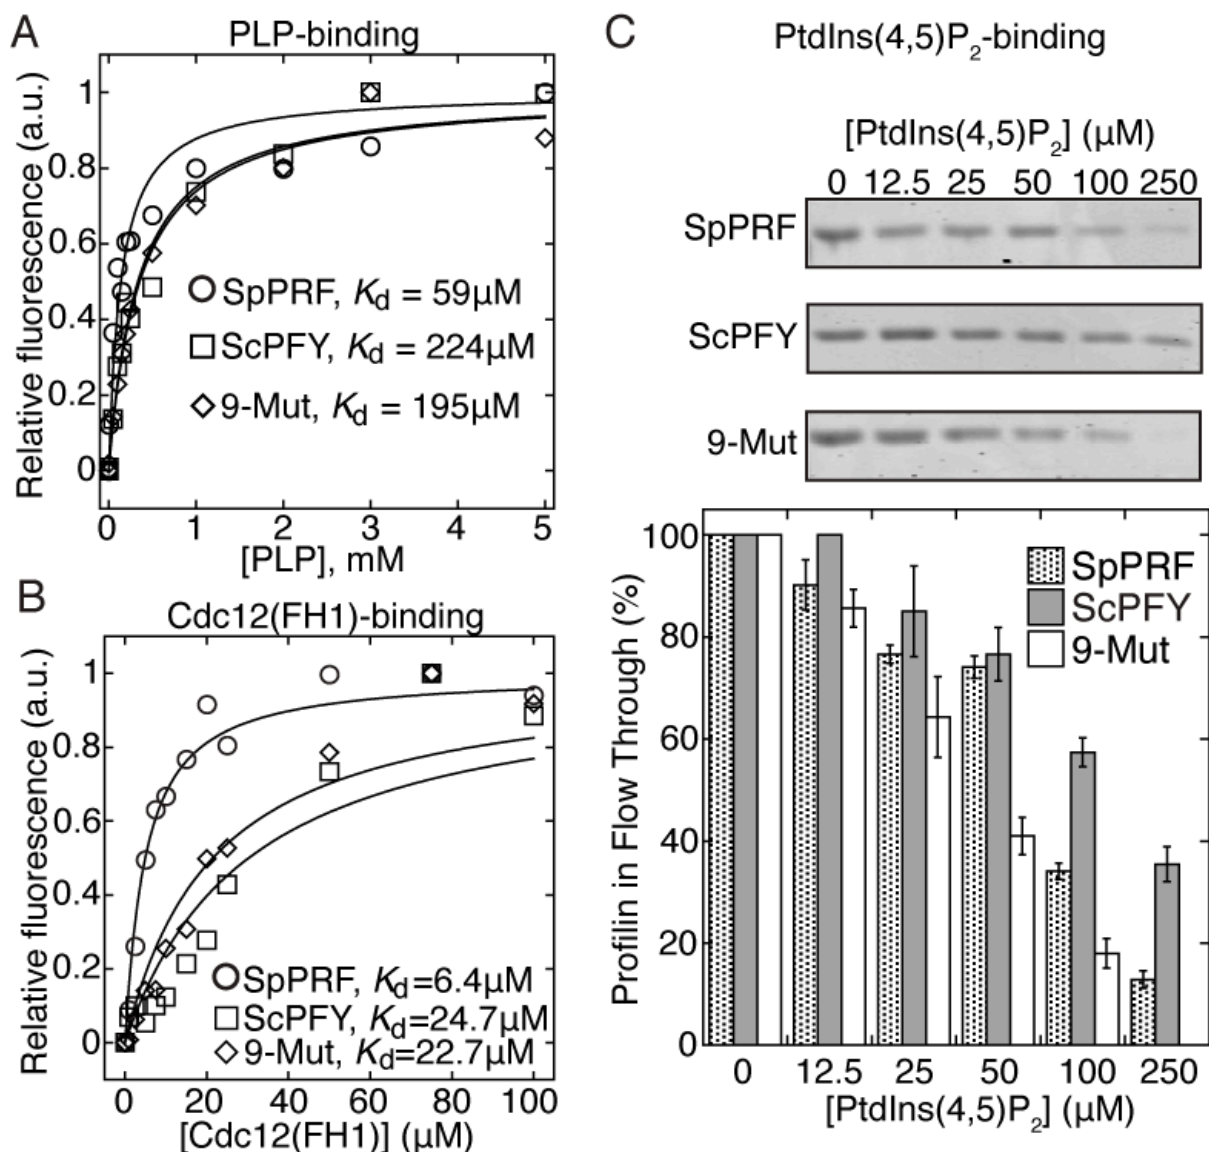 A
PLP-binding
Relative fluorescence (a.u.)
1
0.8
0.6
0.4
0.2
0
SpPRF, Kd = 59µM
ScPFY, Kd = 224µM
9-Mut, Kd = 195µM
0 1 2 3 4 5
[PLP], mM
B
Cdc12(FH1)-binding
Relative fluorescence (a.u.)
1
0.8
0.6
0.4
0.2
0
SpPRF, Kd=6.4µM
ScPFY, Kd=24.7µM
9-Mut, Kd=22.7µM
0 20 40 60 80 100
[Cdc12(FH1)] (µM)
C
PtdIns(4,5)P2-binding
[PtdIns(4,5)P2] (µM)
0 12.5 25 50 100 250
SpPRF
ScPFY
9-Mut
Profilin in Flow Through (%)
100
80
60
40
20
0
SpPRF
ScPFY
9-Mut
0 12.5 25 50 100 250
[PtdIns(4,5)P2] (µM)